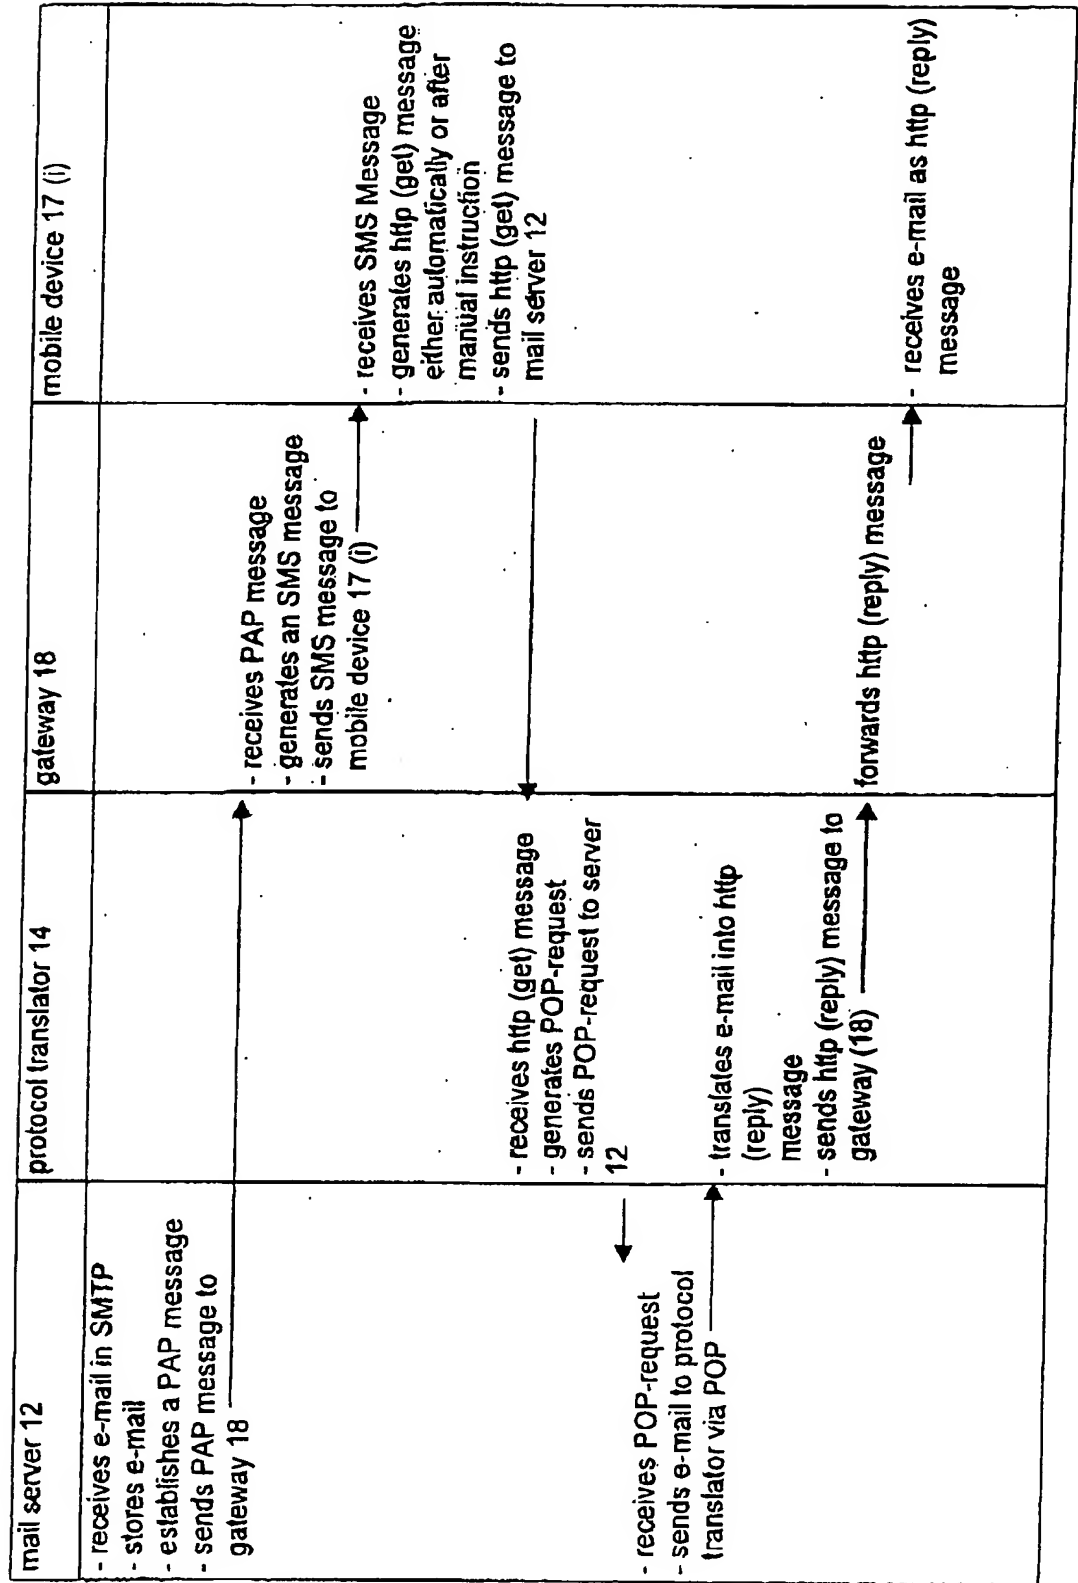 mail server 12
protocol translator 14
gateway 18
mobile device 17 (i)
- receives e-mail in SMTP
- stores e-mail
- establishes a PAP message
- sends PAP message to
gateway 18
- receives PAP message
- generates an SMS message
- sends SMS message to
mobile device 17 (i)
- receives SMS Message
- generates http (get) message
either automatically or after
manual instruction
- sends http (get) message to
mail server 12
- receives http (get) message
- generates POP-request
- sends POP-request to server
12
- receives POP-request
- sends e-mail to protocol
translator via POP
- translates e-mail into http
(reply)
message
- sends http (reply) message to
gateway (18)
forwards http (reply) message
- receives e-mail as http (reply)
message